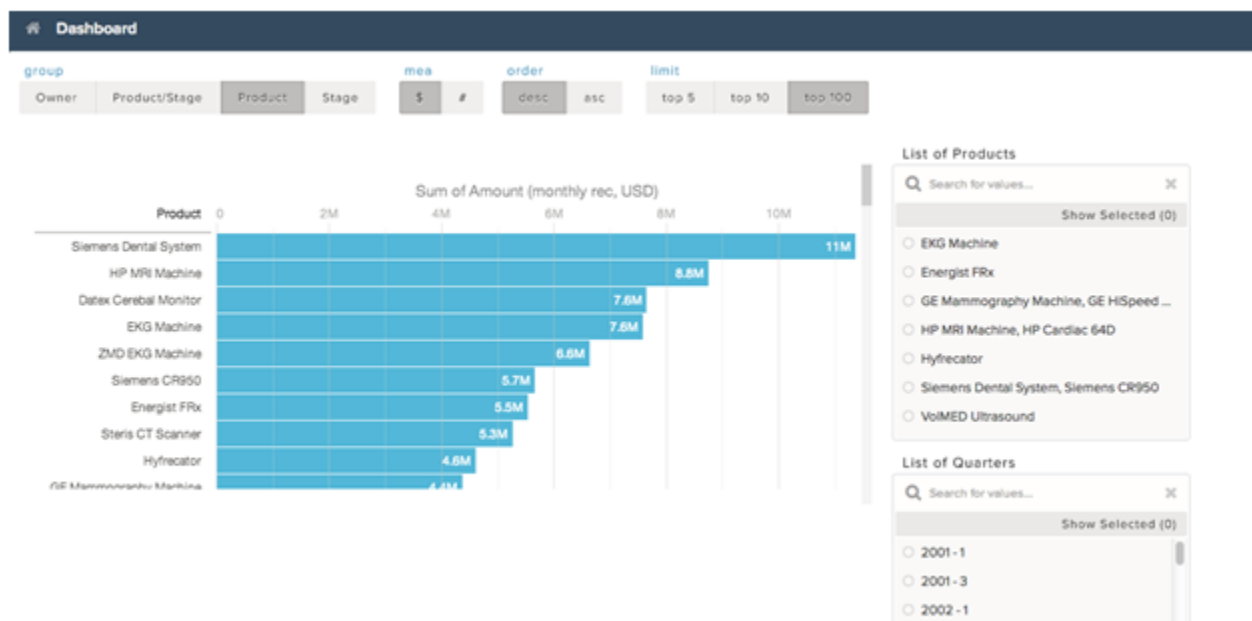 Dashboard
group mea order limit
Owner Product/Stage Product Stage $ # desc asc top 5 top 10 top 100
Sum of Amount (monthly rec, USD)
Product 0 2M 4M 6M 8M 10M
Siemens Dental System 11M
HP MRI Machine 8.8M
Datex Cerebal Monitor 7.6M
EKG Machine 7.6M
ZMD EKG Machine 6.6M
Siemens CR950 5.7M
Energist FRx 5.5M
Steris CT Scanner 5.3M
Hyfrecator 4.6M
GE Mammography Machine 4.4M
List of Products
Search for values...
Show Selected (0)
EKG Machine
Energist FRx
GE Mammography Machine, GE HISpeed ...
HP MRI Machine, HP Cardiac 64D
Hyfrecator
Siemens Dental System, Siemens CR950
VolMED Ultrasound
List of Quarters
Search for values...
Show Selected (0)
2001 - 1
2001 - 3
2002 - 1